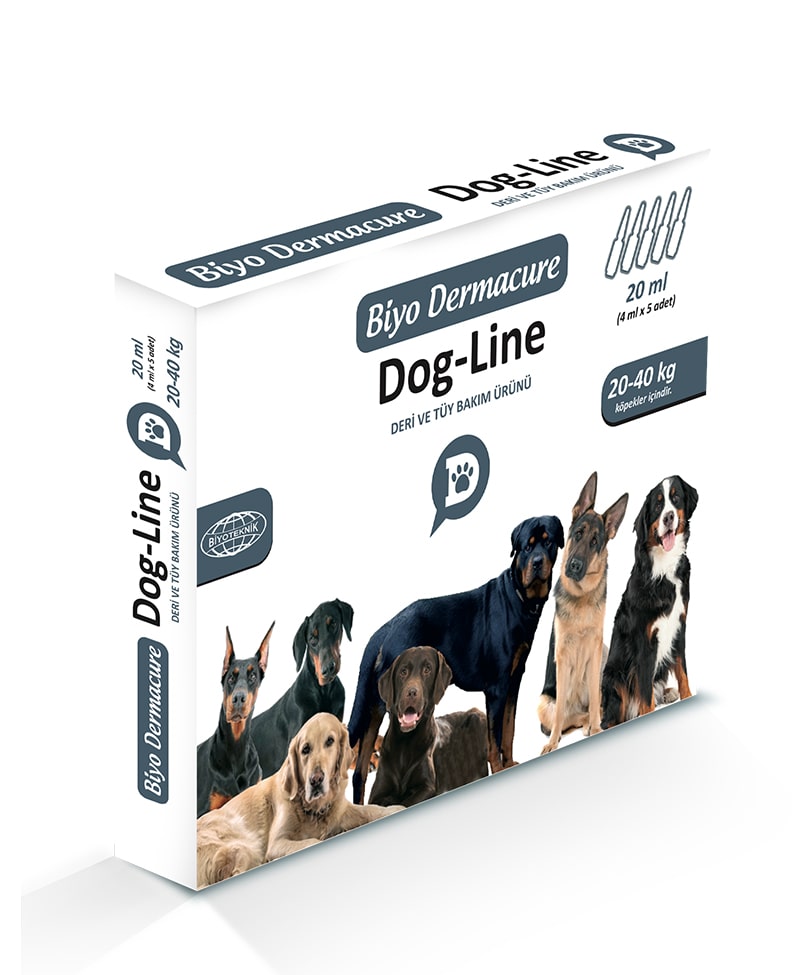 Biyo Dermacure
Dog-Line
DERİ VE TÜY BAKIM ÜRÜNÜ
D
Biyo Dermacure
Dog-Line
DERİ VE TÜY BAKIM ÜRÜNÜ
D
20 ml
(4 ml x 5 adet)
20-40 kg
köpekler içindir.
BİYOTEKNİK
20 ml
(4 ml x 5 adet)
20-40 kg
D
Dog-Line
DERİ VE TÜY BAKIM ÜRÜNÜ
Biyo Dermacure